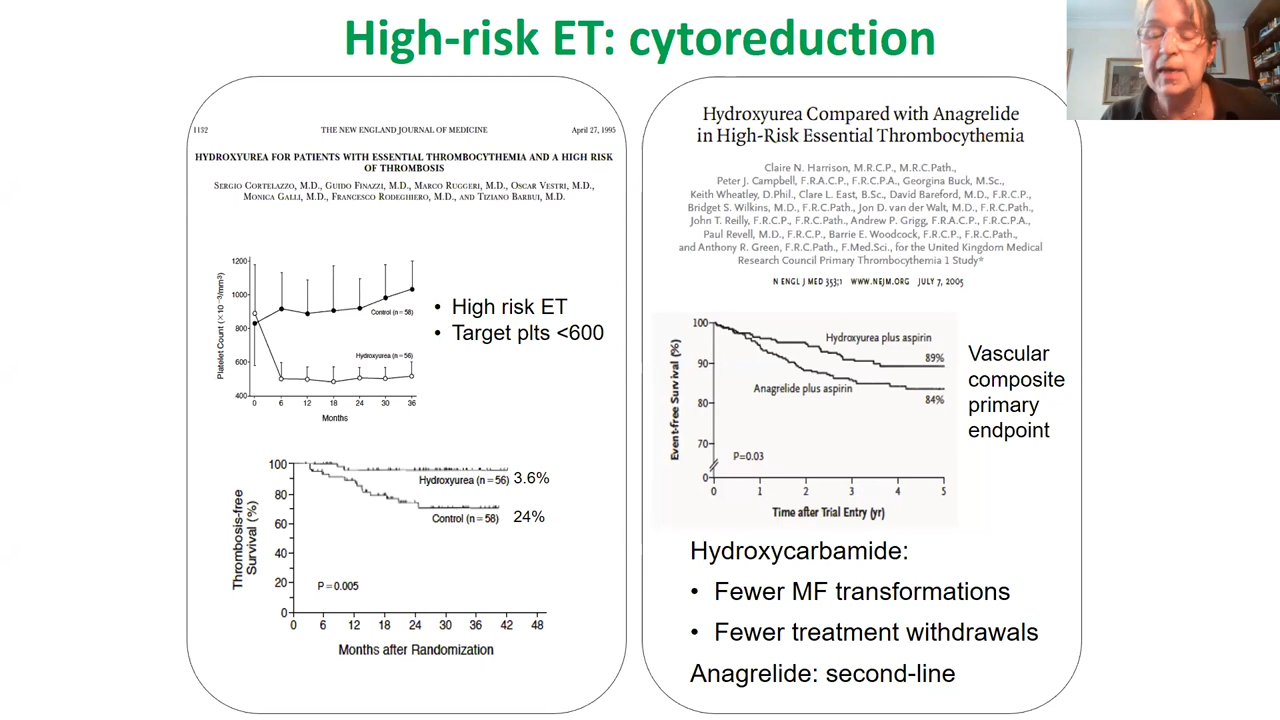 High-risk ET: cytoreduction
1132 THE NEW ENGLAND JOURNAL OF MEDICINE April 27, 1995
HYDROXYUREA FOR PATIENTS WITH ESSENTIAL THROMBOCYTHEMIA AND A HIGH RISK
OF THROMBOSIS
SERGIO CORTELAZZO, M.D., GUIDO FINAZZI, M.D., MARCO RUGGERI, M.D., OSCAR VESTRI, M.D.,
MONICA GALLI, M.D., FRANCESCO RODEGHIERO, M.D., AND TIZIANO BARBUI, M.D.
Platelet Count (×10⁻³/mm³)
1200
1000
800
600
400
Control (n=58)
Hydroxyurea (n=56)
0 6 12 18 24 30 36
Months
• High risk ET
• Target plts <600
Thrombosis-free
Survival (%)
100
80
60
40
20
0
Hydroxyurea (n=56) 3.6%
Control (n=58) 24%
P=0.005
0 6 12 18 24 30 36 42 48
Months after Randomization
Hydroxyurea Compared with Anagrelide
in High-Risk Essential Thrombocythemia
Claire N. Harrison, M.R.C.P., M.R.C.Path.,
Peter J. Campbell, F.R.A.C.P., F.R.C.P.A., Georgina Buck, M.Sc.,
Keith Wheatley, D.Phil., Clare L. East, B.Sc., David Bareford, M.D., F.R.C.P.,
Bridget S. Wilkins, M.D., F.R.C.Path., Jon D. van der Walt, M.D., F.R.C.Path.,
John T. Reilly, F.R.C.P., F.R.C.Path., Andrew P. Grigg, F.R.A.C.P., F.R.C.P.A.,
Paul Revell, M.D., F.R.C.P., Barrie E. Woodcock, F.R.C.P., F.R.C.Path.,
and Anthony R. Green, F.R.C.Path., F.Med.Sci., for the United Kingdom Medical
Research Council Primary Thrombocythemia 1 Study*
N ENGL J MED 353;1 WWW.NEJM.ORG JULY 7, 2005
Event-free Survival (%)
100
90
80
70
0
Hydroxyurea plus aspirin
89%
Anagrelide plus aspirin
84%
P=0.03
0 1 2 3 4 5
Time after Trial Entry (yr)
Vascular
composite
primary
endpoint
Hydroxycarbamide:
• Fewer MF transformations
• Fewer treatment withdrawals
Anagrelide: second-line